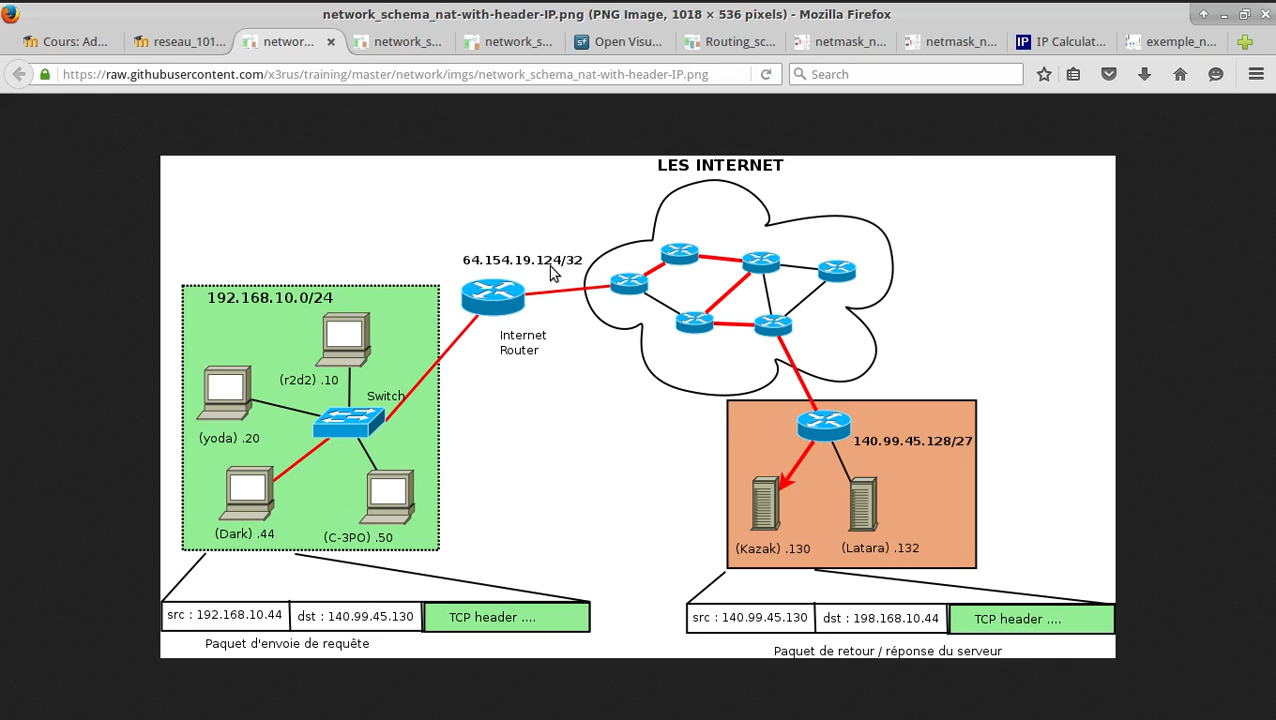 network_schema_nat-with-header-IP.png (PNG Image, 1018 × 536 pixels) - Mozilla Firefox
Cours: Ad...
reseau_101...
networ...
network_s...
network_s...
Open Visu...
Routing_sc...
netmask_n...
netmask_n...
IP
IP Calculat...
exemple_n...
https://raw.githubusercontent.com/x3rus/training/master/network/imgs/network_schema_nat-with-header-IP.png
Search
LES INTERNET
64.154.19.124/32
192.168.10.0/24
Internet
Router
(r2d2) .10
Switch
(yoda) .20
140.99.45.128/27
(Dark) .44
(C-3PO) .50
(Kazak) .130
(Latara) .132
src : 192.168.10.44
dst : 140.99.45.130
TCP header ....
src : 140.99.45.130
dst : 198.168.10.44
TCP header ....
Paquet d'envoie de requête
Paquet de retour / réponse du serveur